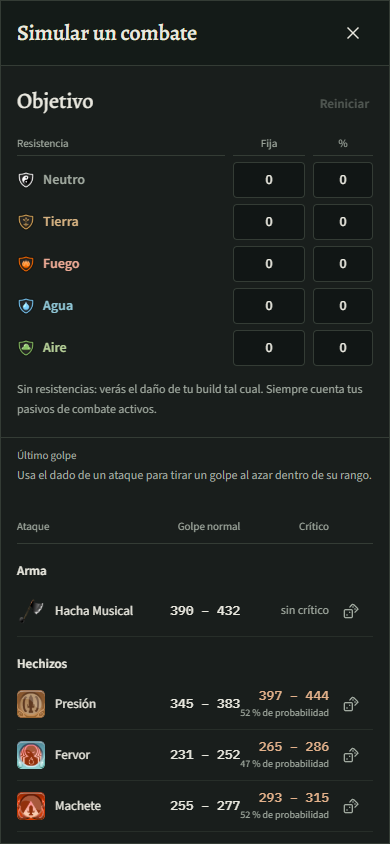 Simular un combate
Objetivo
Reiniciar
Resistencia Fija %
Neutro 0 0
Tierra 0 0
Fuego 0 0
Agua 0 0
Aire 0 0
Sin resistencias: verás el daño de tu build tal cual. Siempre cuenta tus
pasivos de combate activos.
Último golpe
Usa el dado de un ataque para tirar un golpe al azar dentro de su rango.
Ataque Golpe normal Crítico
Arma
Hacha Musical 390 – 432 sin crítico
Hechizos
Presión 345 – 383 397 – 444
52 % de probabilidad
Fervor 231 – 252 265 – 286
47 % de probabilidad
Machete 255 – 277 293 – 315
52 % de probabilidad